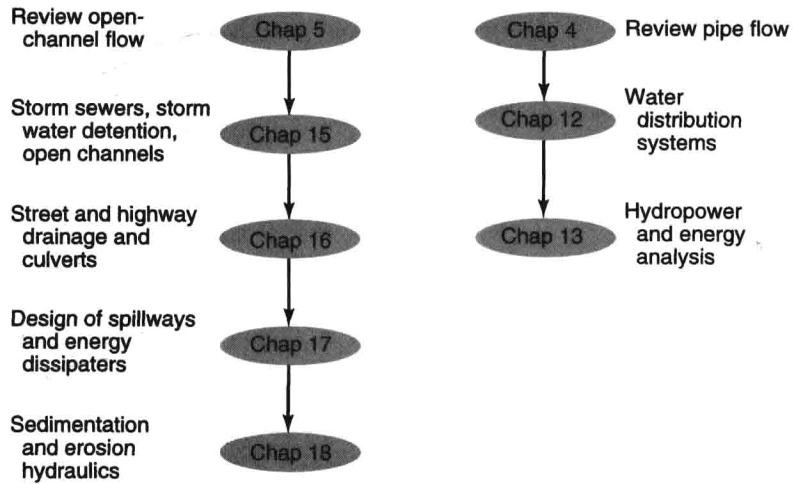 Review open-
channel flow
Chap 5
Storm sewers, storm
water detention,
open channels
Chap 15
Street and highway
drainage and
culverts
Chap 16
Design of spillways
and energy
dissipaters
Chap 17
Sedimentation
and erosion
hydraulics
Chap 18
Chap 4
Review pipe flow
Chap 12
Water
distribution
systems
Chap 13
Hydropower
and energy
analysis